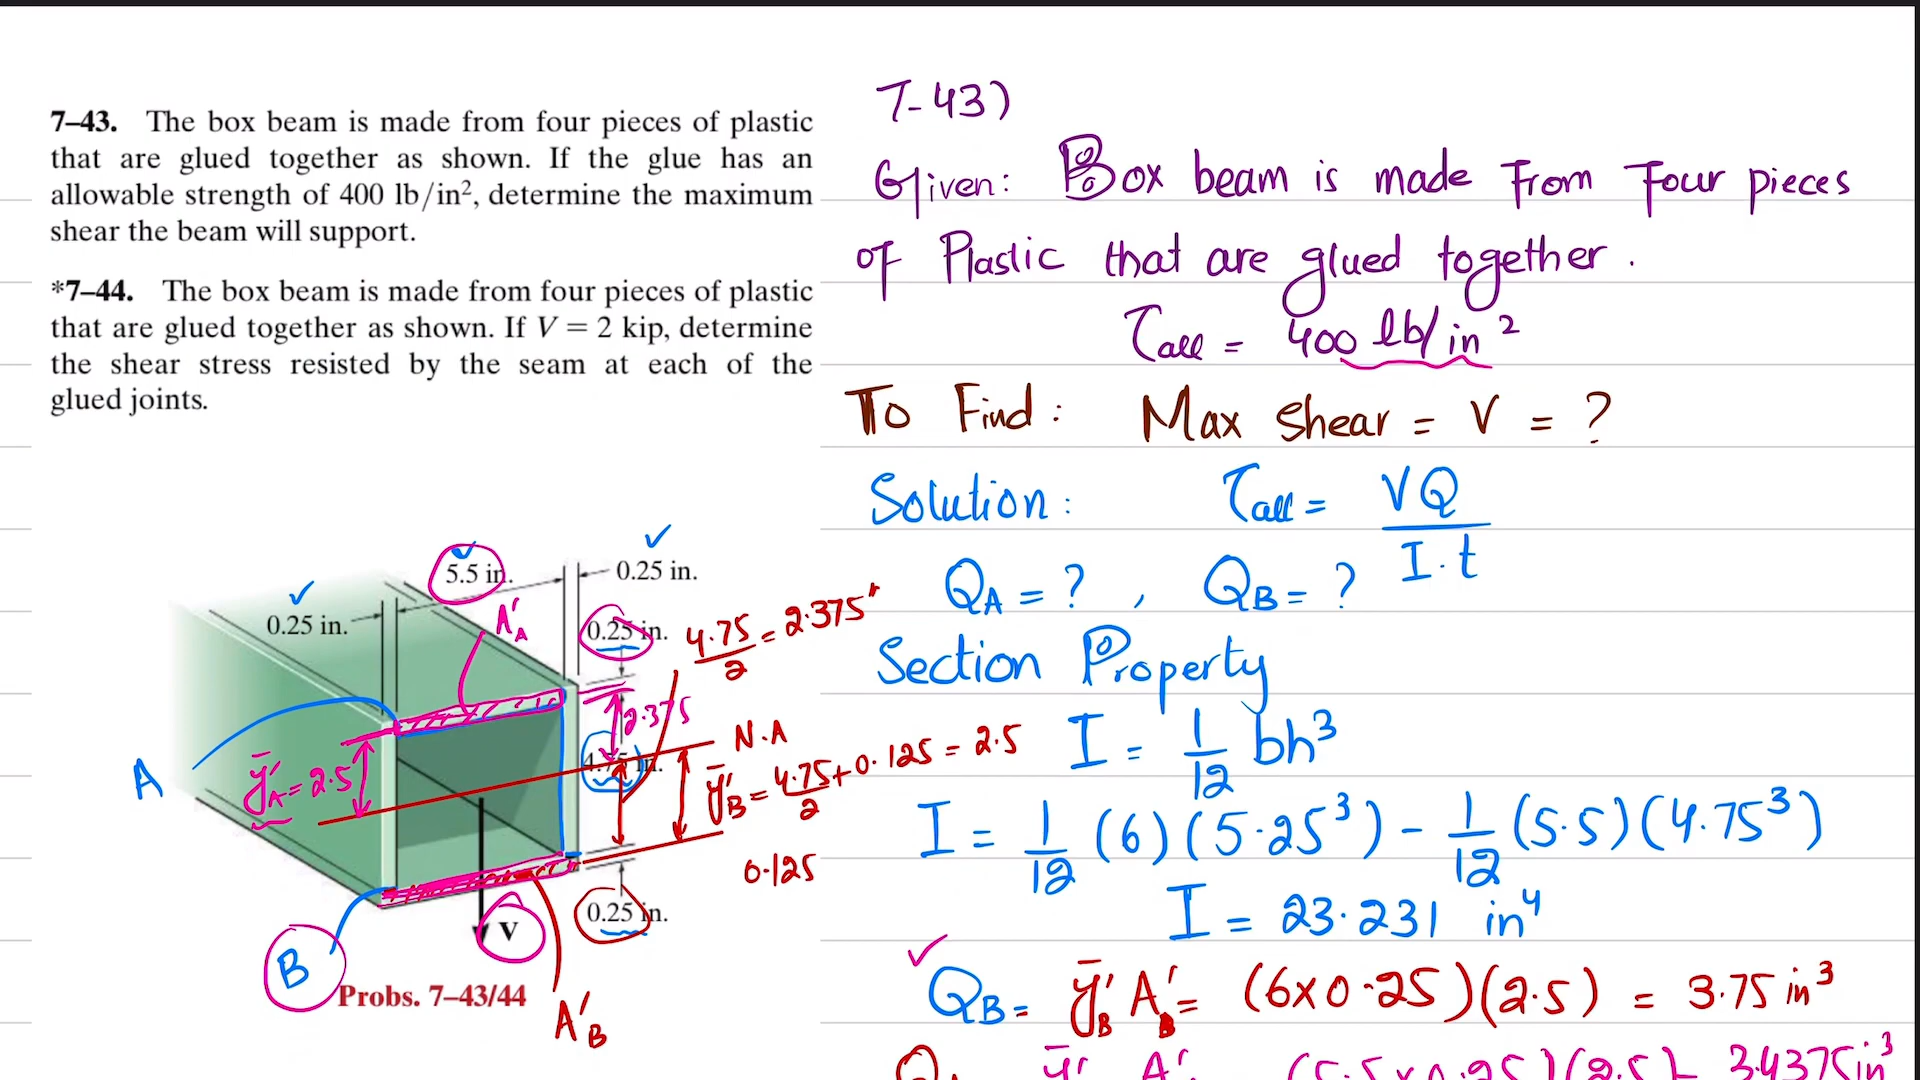 7–43. The box beam is made from four pieces of plastic
that are glued together as shown. If the glue has an
allowable strength of 400 lb/in², determine the maximum
shear the beam will support.
*7–44. The box beam is made from four pieces of plastic
that are glued together as shown. If V = 2 kip, determine
the shear stress resisted by the seam at each of the
glued joints.
5.5 in.
0.25 in.
0.25 in.
A'A
0.25 in.
4.75/2 = 2.375"
2.375
N.A
ȳ'A = 2.5
ȳ'B = 4.75/2 + 0.125 = 2.5
A
0.125
0.25 in.
V
B
Probs. 7–43/44
A'B
7-43)
Given: Box beam is made From Four pieces
of Plastic that are glued together.
τall = 400 lb/in²
To Find: Max Shear = V = ?
Solution: τall = VQ / I.t
QA = ? , QB = ?
Section Property
I = 1/12 bh³
I = 1/12 (6)(5.25³) - 1/12 (5.5)(4.75³)
I = 23.231 in⁴
QB = ȳ'B A'B = (6x0.25)(2.5) = 3.75 in³
(5.5x0.25)(2.5) = 3.4375in³